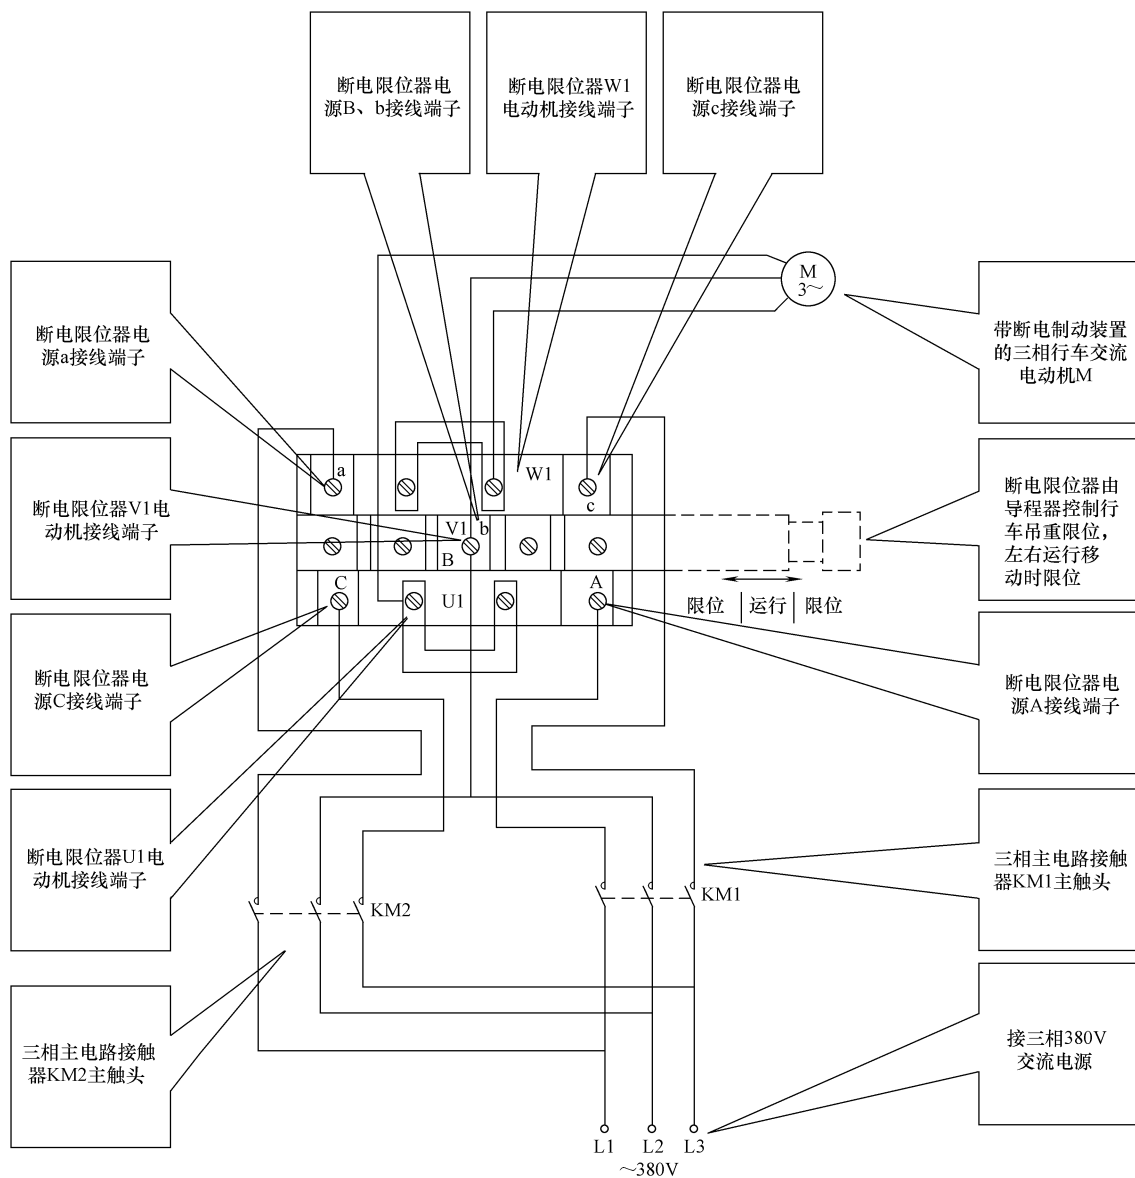 断电限位器电
源B、b接线端子
断电限位器W1
电动机接线端子
断电限位器电
源c接线端子
M
3～
断电限位器电
源a接线端子
带断电制动装置
的三相行车交流
电动机M
a
W1
c
断电限位器V1电
动机接线端子
V1
b
B
断电限位器由
导程器控制行
车吊重限位，
左右运行移
动时限位
C
U1
A
限位
运行
限位
断电限位器电
源C接线端子
断电限位器电
源A接线端子
断电限位器U1电
动机接线端子
三相主电路接触
器KM1主触头
KM2
KM1
三相主电路接触
器KM2主触头
接三相380V
交流电源
L1
L2
L3
～380V